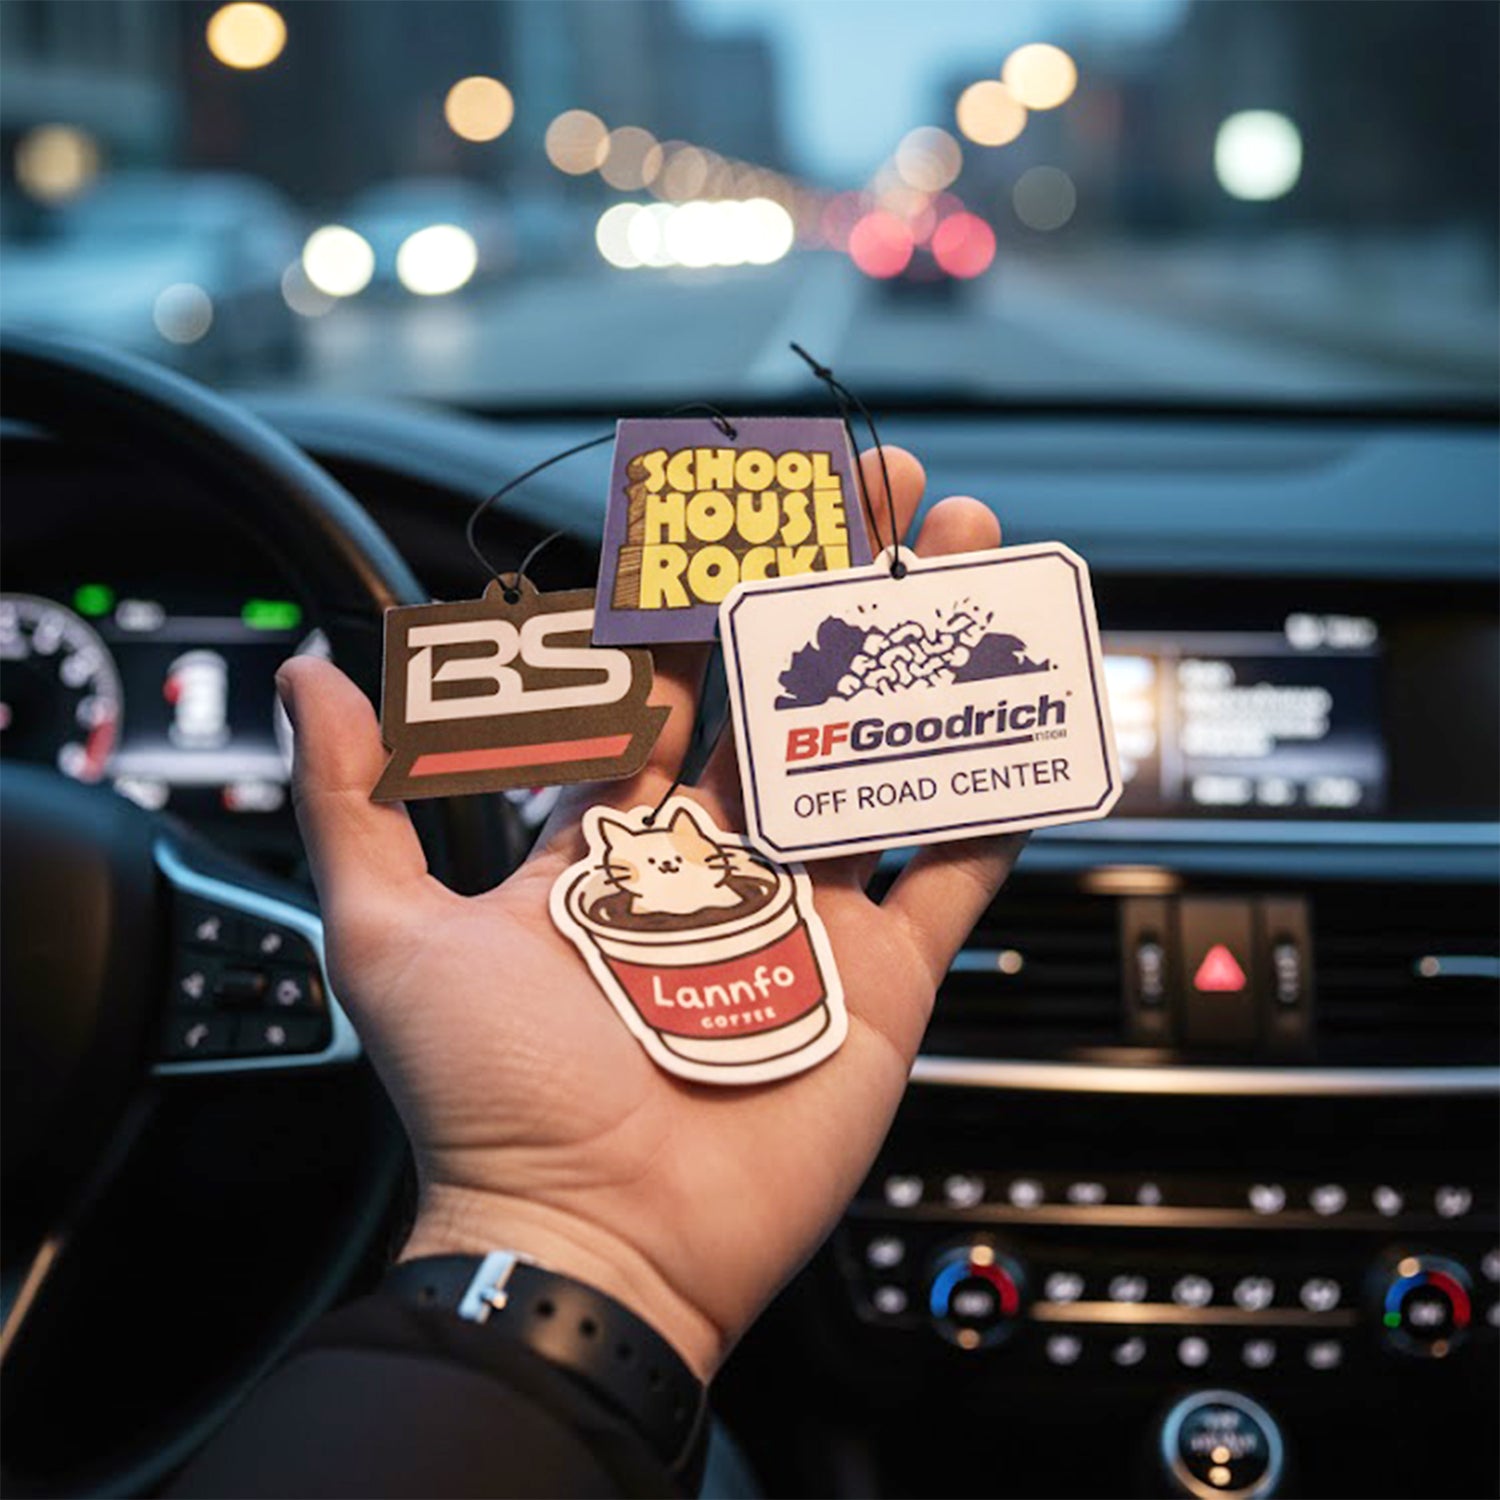 SCHOOL
HOUSE
ROCK!
BS
BFGoodrich
OFF ROAD CENTER
Lannfo
COFFEE